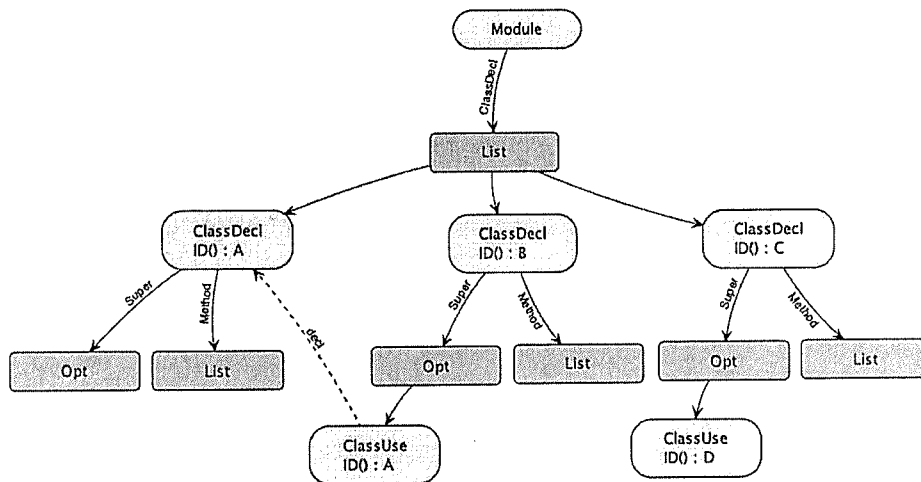 Module
ClassDecl
List
ClassDecl
ID() : A
ClassDecl
ID() : B
ClassDecl
ID() : C
Super
Method
decl
Super
Method
Super
Method
Opt
List
Opt
List
Opt
List
ClassUse
ID() : A
ClassUse
ID() : D